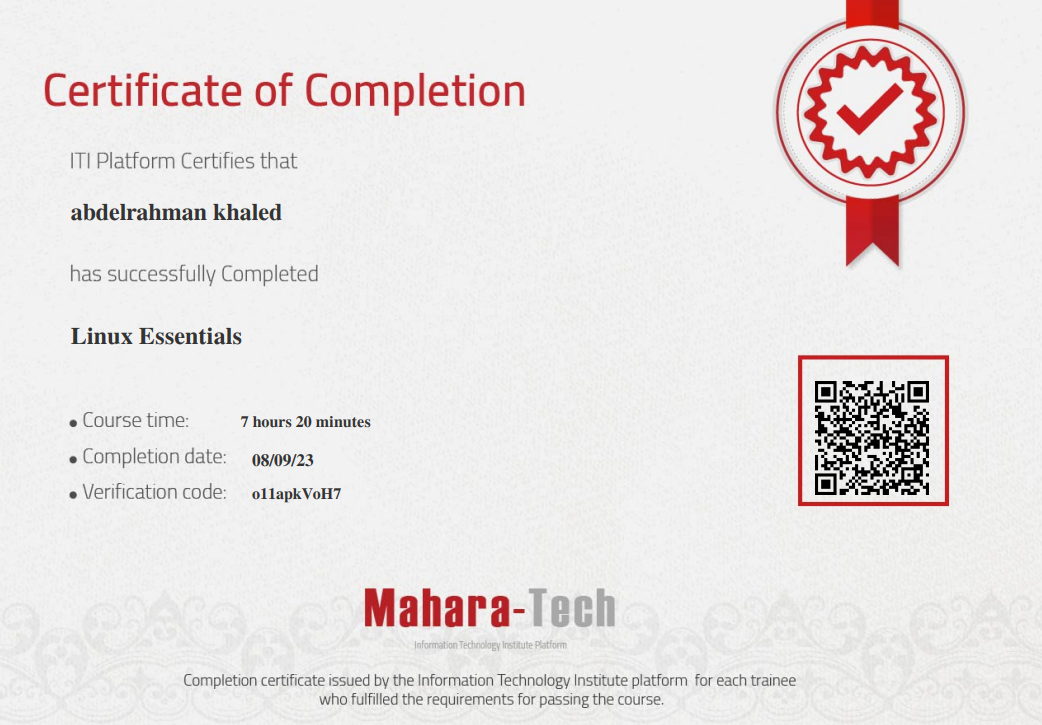 Certificate of Completion
ITI Platform Certifies that
abdelrahman khaled
has successfully Completed
Linux Essentials
• Course time: 7 hours 20 minutes
• Completion date: 08/09/23
• Verification code: o11apkVoH7
Mahara-Tech
Information Technology Institute Platform
Completion certificate issued by the Information Technology Institute platform for each trainee
who fulfilled the requirements for passing the course.